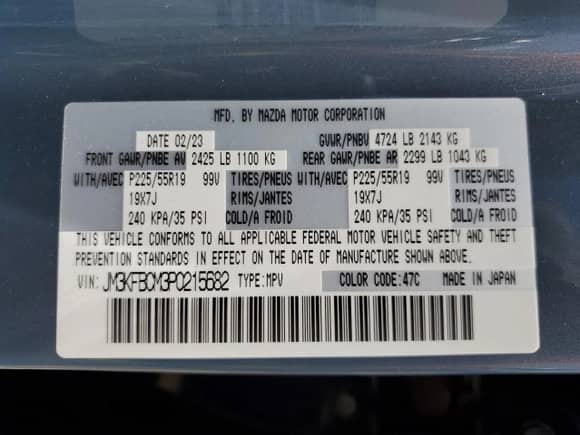 MFD. BY MAZDA MOTOR CORPORATION
DATE 02/23 GVWR/PNBV 4724 LB 2143 KG
FRONT GAWR/PNBE AV 2425 LB 1100 KG REAR GAWR/PNBE AR 2299 LB 1043 KG
WITH/AVEC P225/55R19 99V TIRES/PNEUS WITH/AVEC P225/55R19 99V TIRES/PNEUS
19X7J RIMS/JANTES 19X7J RIMS/JANTES
240 KPA/35 PSI COLD/A FROID 240 KPA/35 PSI COLD/A FROID
THIS VEHICLE CONFORMS TO ALL APPLICABLE FEDERAL MOTOR VEHICLE SAFETY AND THEFT
PREVENTION STANDARDS IN EFFECT ON THE DATE OF MANUFACTURE SHOWN ABOVE.
VIN: JM3KFBCM3P0215682 TYPE:MPV COLOR CODE:47C MADE IN JAPAN